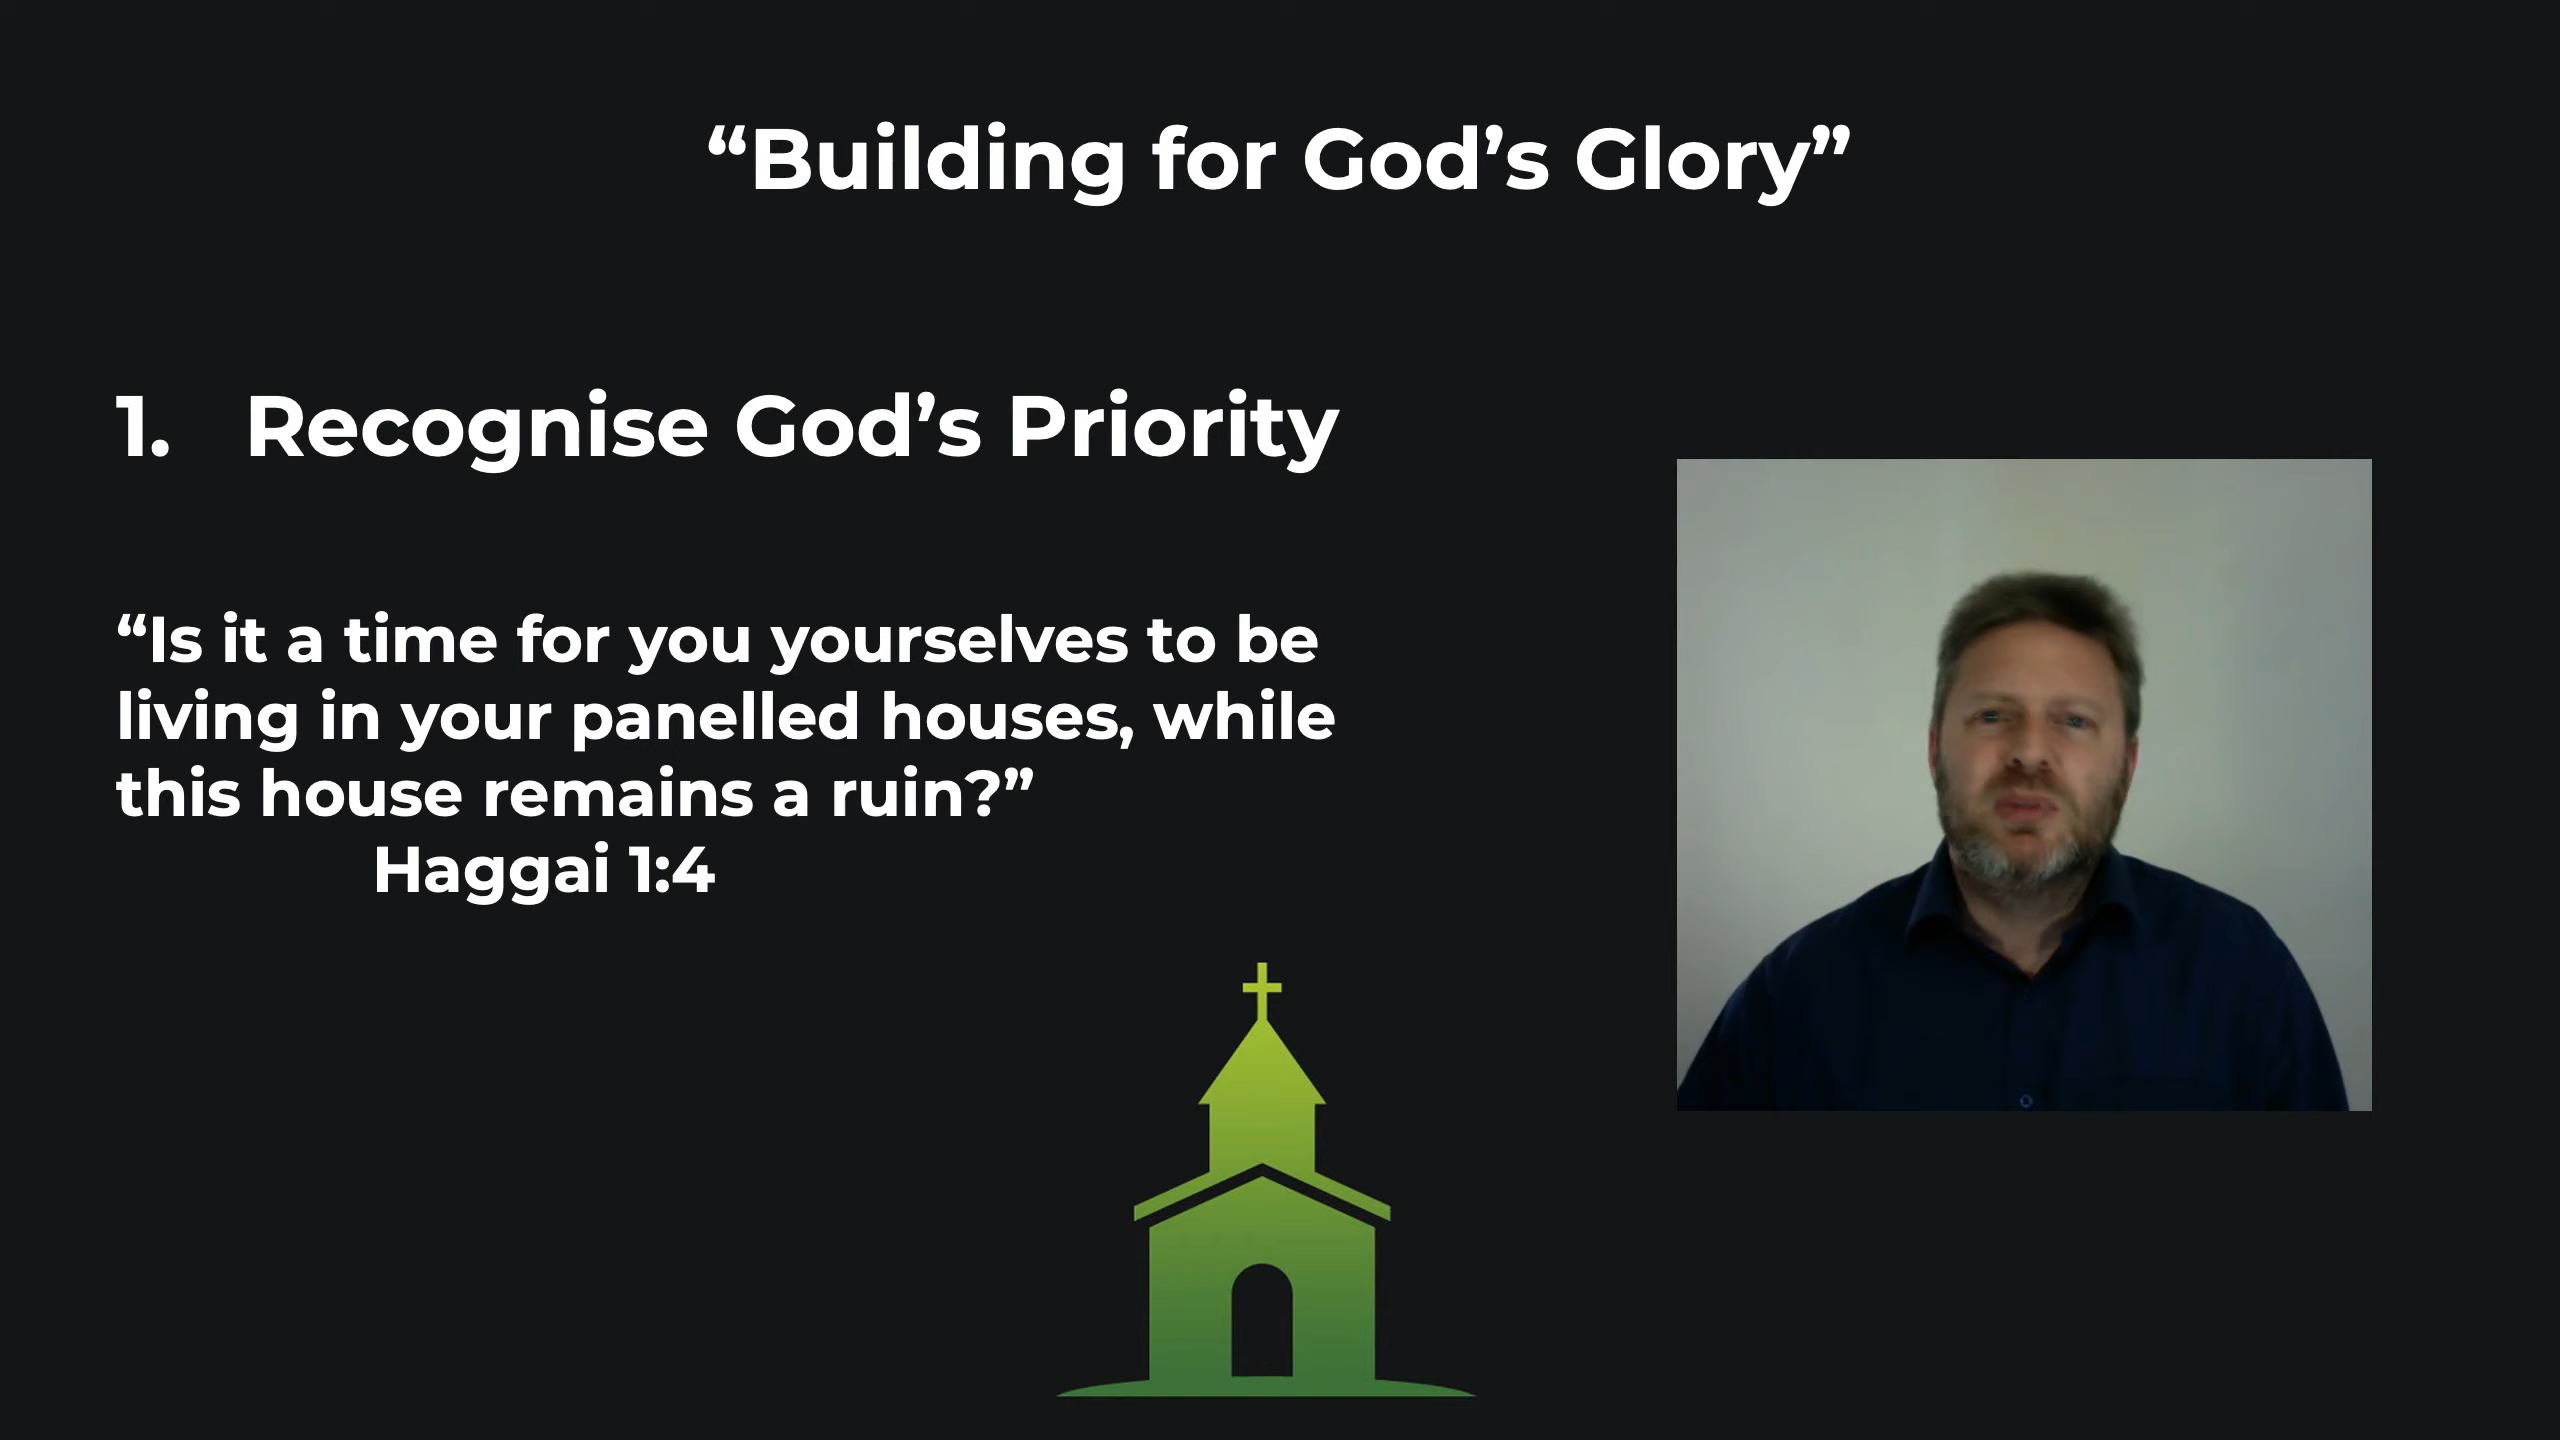 “Building for God’s Glory”
1. Recognise God’s Priority
“Is it a time for you yourselves to be
living in your panelled houses, while
this house remains a ruin?”
Haggai 1:4